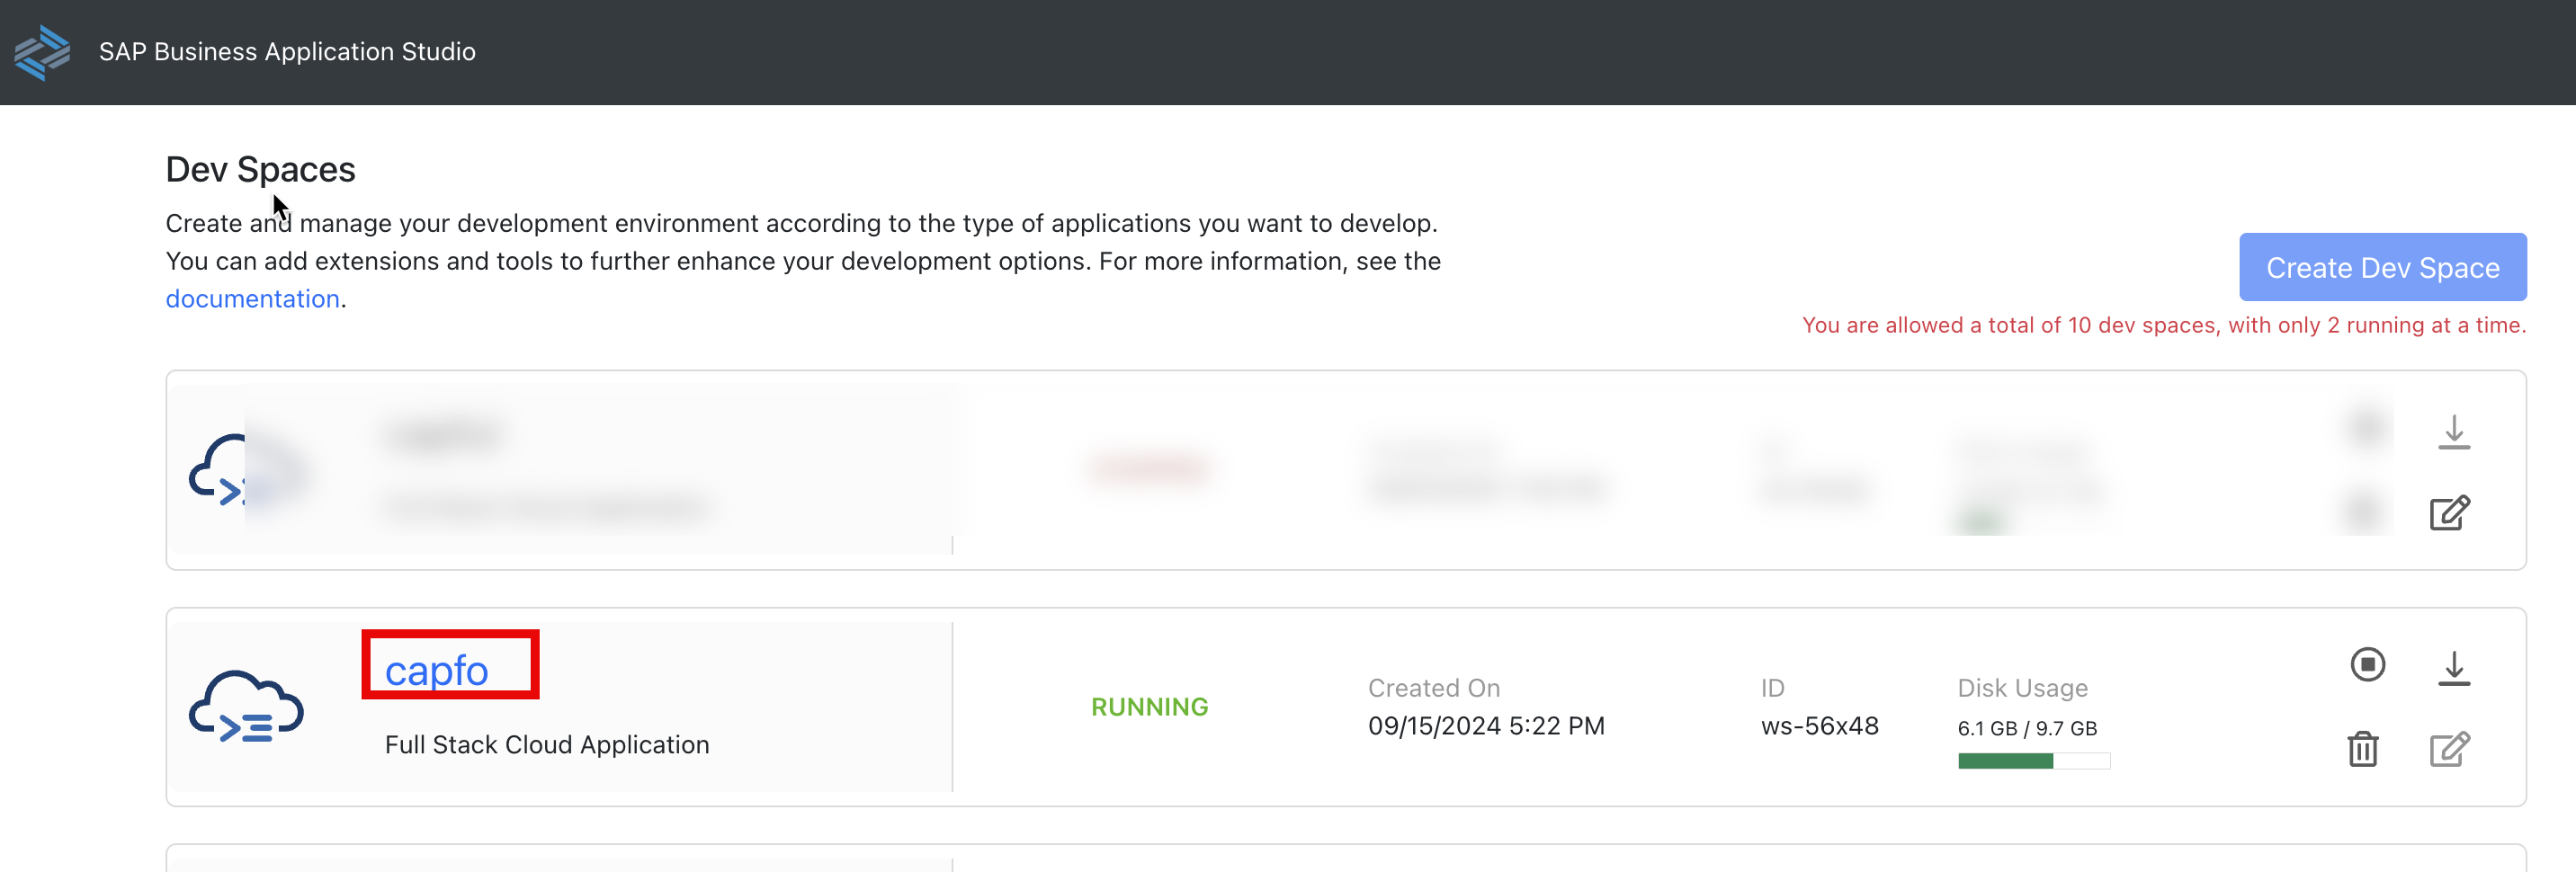 SAP Business Application Studio
Dev Spaces
Create and manage your development environment according to the type of applications you want to develop.
You can add extensions and tools to further enhance your development options. For more information, see the
documentation.
Create Dev Space
You are allowed a total of 10 dev spaces, with only 2 running at a time.
capfo
Full Stack Cloud Application
RUNNING
Created On
09/15/2024 5:22 PM
ID
ws-56x48
Disk Usage
6.1 GB / 9.7 GB